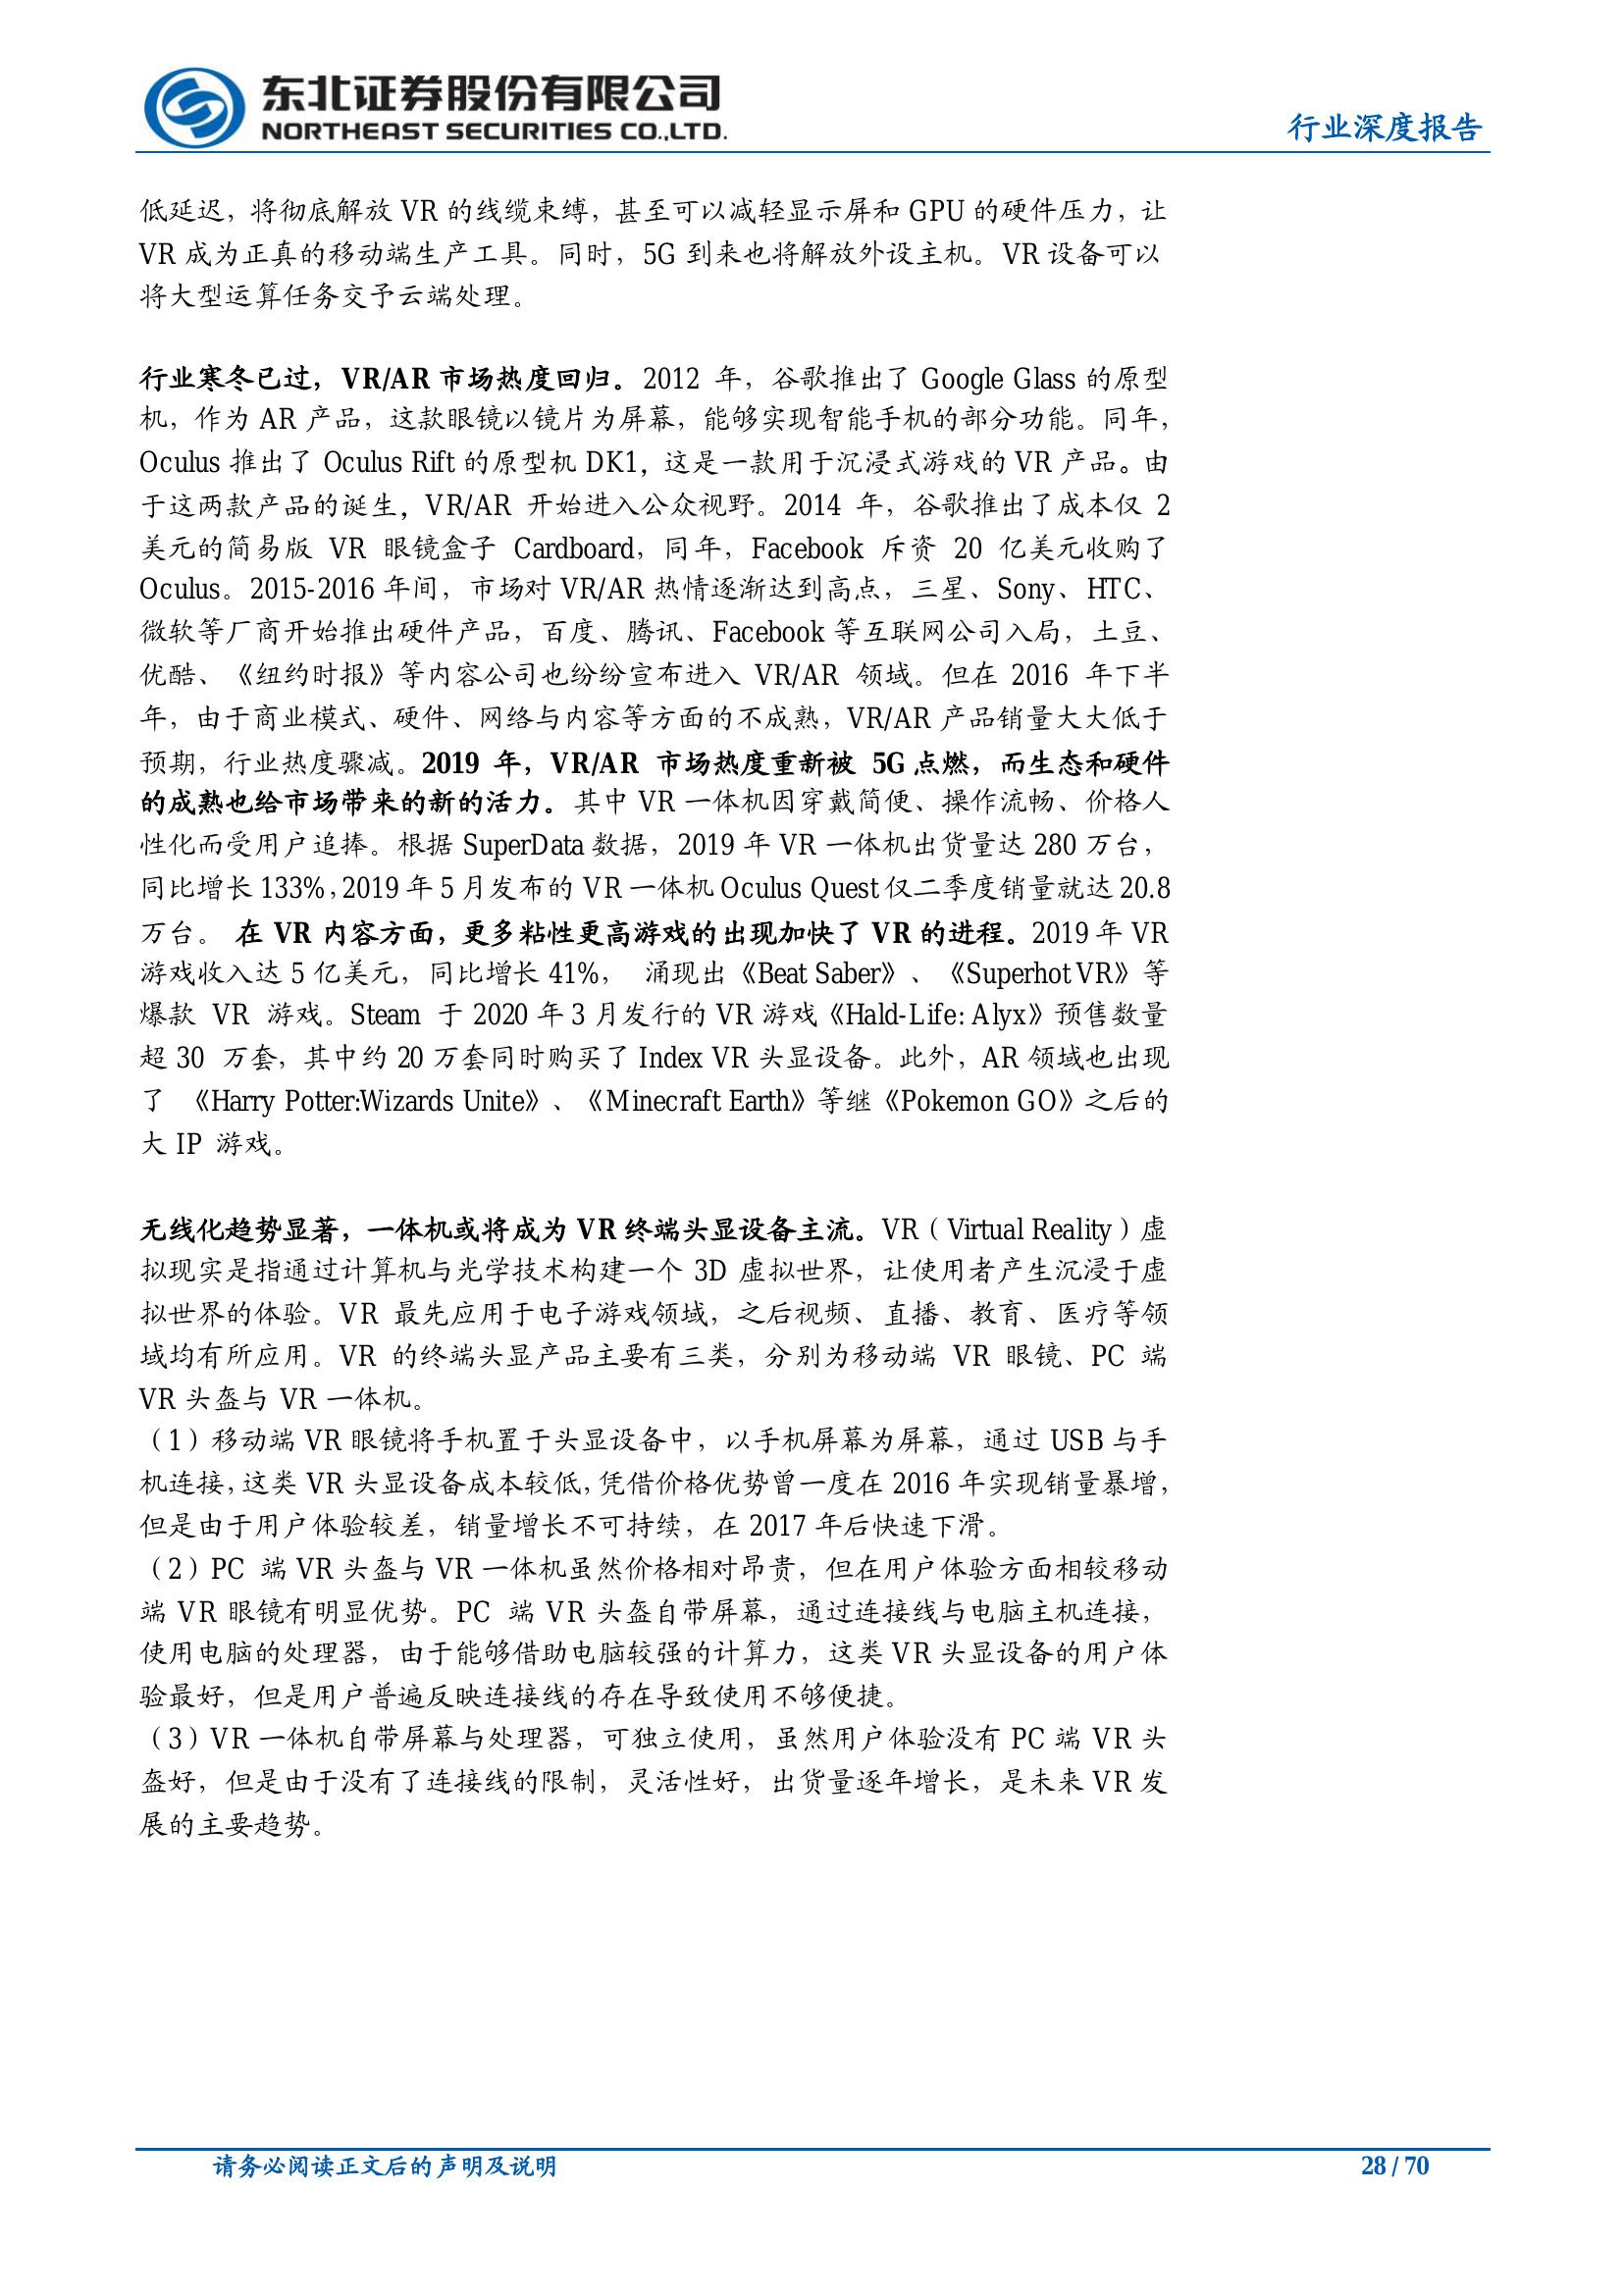 东北证券股份有限公司
NORTHEAST SECURITIES CO.,LTD.
行业深度报告
低延迟，将彻底解放 VR 的线缆束缚，甚至可以减轻显示屏和 GPU 的硬件压力，让
VR 成为正真的移动端生产工具。同时，5G 到来也将解放外设主机。VR 设备可以
将大型运算任务交予云端处理。
行业寒冬已过，VR/AR 市场热度回归。2012 年，谷歌推出了 Google Glass 的原型
机，作为 AR 产品，这款眼镜以镜片为屏幕，能够实现智能手机的部分功能。同年，
Oculus 推出了 Oculus Rift 的原型机 DK1，这是一款用于沉浸式游戏的 VR 产品。由
于这两款产品的诞生，VR/AR 开始进入公众视野。2014 年，谷歌推出了成本仅 2
美元的简易版 VR 眼镜盒子 Cardboard，同年，Facebook 斥资 20 亿美元收购了
Oculus。2015-2016 年间，市场对 VR/AR 热情逐渐达到高点，三星、Sony、HTC、
微软等厂商开始推出硬件产品，百度、腾讯、Facebook 等互联网公司入局，土豆、
优酷、《纽约时报》等内容公司也纷纷宣布进入 VR/AR 领域。但在 2016 年下半
年，由于商业模式、硬件、网络与内容等方面的不成熟，VR/AR 产品销量大大低于
预期，行业热度骤减。2019 年，VR/AR 市场热度重新被 5G 点燃，而生态和硬件
的成熟也给市场带来的新的活力。其中 VR 一体机因穿戴简便、操作流畅、价格人
性化而受用户追捧。根据 SuperData 数据，2019 年 VR 一体机出货量达 280 万台，
同比增长 133%，2019 年 5 月发布的 VR 一体机 Oculus Quest 仅二季度销量就达 20.8
万台。 在 VR 内容方面，更多粘性更高游戏的出现加快了 VR 的进程。2019 年 VR
游戏收入达 5 亿美元，同比增长 41%， 涌现出《Beat Saber》、《Superhot VR》等
爆款 VR 游戏。Steam 于 2020 年 3 月发行的 VR 游戏《Hald-Life: Alyx》预售数量
超 30 万套，其中约 20 万套同时购买了 Index VR 头显设备。此外，AR 领域也出现
了 《Harry Potter:Wizards Unite》、《Minecraft Earth》等继《Pokemon GO》之后的
大 IP 游戏。
无线化趋势显著，一体机或将成为 VR 终端头显设备主流。VR（Virtual Reality）虚
拟现实是指通过计算机与光学技术构建一个 3D 虚拟世界，让使用者产生沉浸于虚
拟世界的体验。VR 最先应用于电子游戏领域，之后视频、直播、教育、医疗等领
域均有所应用。VR 的终端头显产品主要有三类，分别为移动端 VR 眼镜、PC 端
VR 头盔与 VR 一体机。
（1）移动端 VR 眼镜将手机置于头显设备中，以手机屏幕为屏幕，通过 USB 与手
机连接，这类 VR 头显设备成本较低，凭借价格优势曾一度在 2016 年实现销量暴增，
但是由于用户体验较差，销量增长不可持续，在 2017 年后快速下滑。
（2）PC 端 VR 头盔与 VR 一体机虽然价格相对昂贵，但在用户体验方面相较移动
端 VR 眼镜有明显优势。PC 端 VR 头盔自带屏幕，通过连接线与电脑主机连接，
使用电脑的处理器，由于能够借助电脑较强的计算力，这类 VR 头显设备的用户体
验最好，但是用户普遍反映连接线的存在导致使用不够便捷。
（3）VR 一体机自带屏幕与处理器，可独立使用，虽然用户体验没有 PC 端 VR 头
盔好，但是由于没有了连接线的限制，灵活性好，出货量逐年增长，是未来 VR 发
展的主要趋势。
请务必阅读正文后的声明及说明
28 / 70